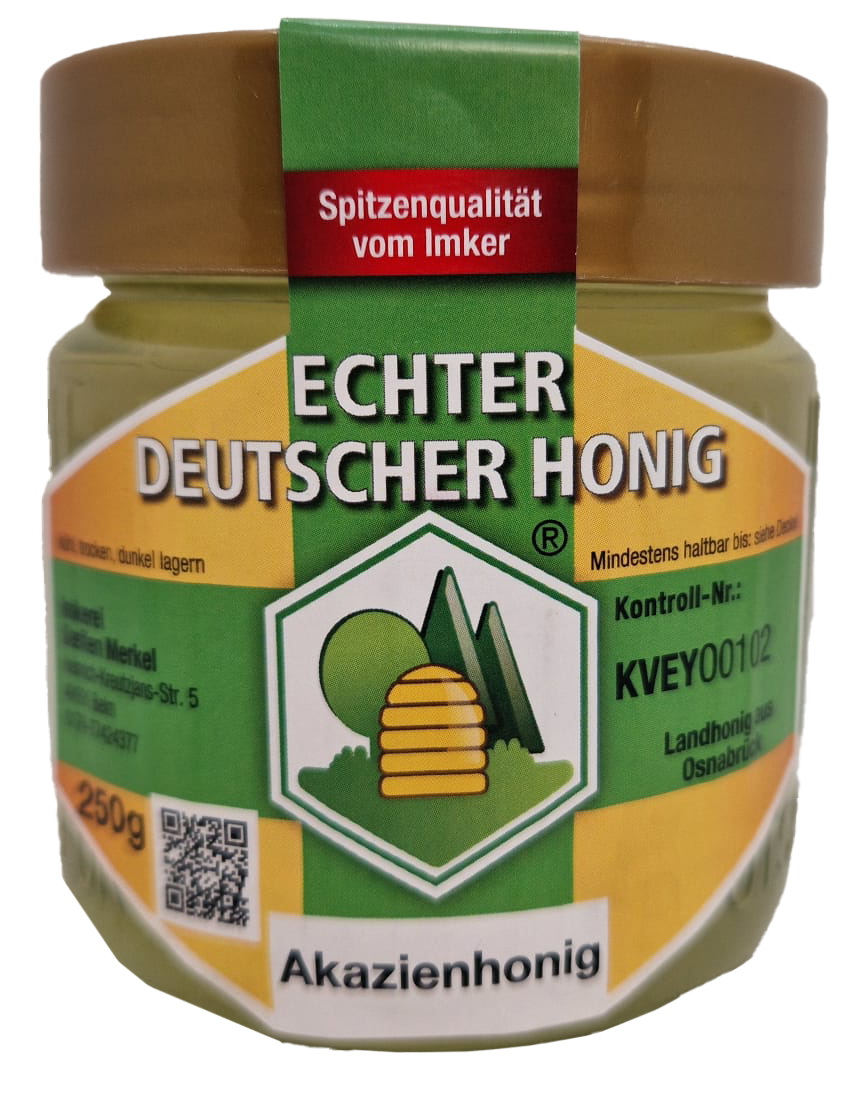 Spitzenqualität
vom Imker
ECHTER
DEUTSCHER HONIG
®
trocken, dunkel lagern
Mindestens haltbar bis: siehe Deckel
Imkerei
Merkel
Str. 5
Kontroll-Nr.:
KVEY00102
Landhonig aus
Osnabrück
250g
Akazienhonig